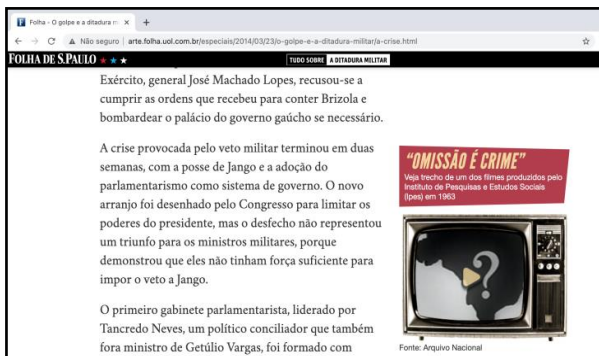 Folha - O golpe e a ditadura m
Não seguro | arte.folha.uol.com.br/especiais/2014/03/23/o-golpe-e-a-ditadura-militar/a-crise.html
FOLHA DE S.PAULO
TUDO SOBRE A DITADURA MILITAR
Exército, general José Machado Lopes, recusou-se a
cumprir as ordens que recebeu para conter Brizola e
bombardear o palácio do governo gaúcho se necessário.
A crise provocada pelo veto militar terminou em duas
semanas, com a posse de Jango e a adoção do
parlamentarismo como sistema de governo. O novo
arranjo foi desenhado pelo Congresso para limitar os
poderes do presidente, mas o desfecho não representou
um triunfo para os ministros militares, porque
demonstrou que eles não tinham força suficiente para
impor o veto a Jango.
O primeiro gabinete parlamentarista, liderado por
Tancredo Neves, um político conciliador que também
fora ministro de Getúlio Vargas, foi formado com
"OMISSÃO É CRIME"
Veja trecho de um dos filmes produzidos pelo
Instituto de Pesquisas e Estudos Sociais
(Ipes) em 1963
?
Fonte: Arquivo Nacional